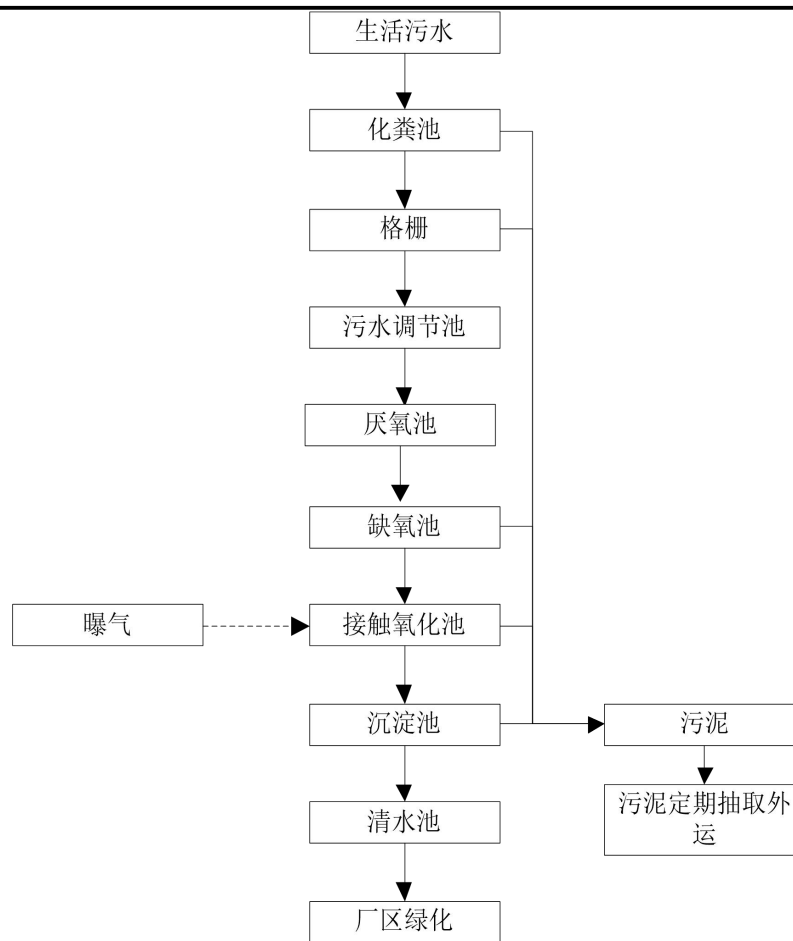 生活污水
化粪池
格栅
污水调节池
厌氧池
缺氧池
曝气
接触氧化池
沉淀池
污泥
污泥定期抽取外
运
清水池
厂区绿化